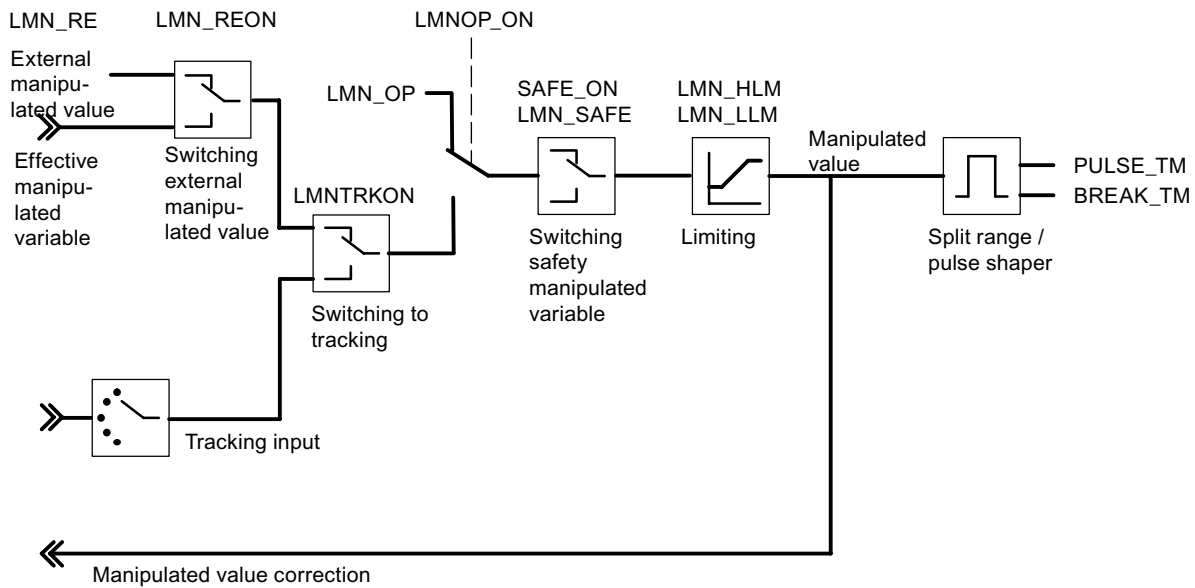 LMN_RE
LMN_REON
LMNOP_ON
External
manipu-
lated value
LMN_OP
SAFE_ON
LMN_SAFE
LMN_HLM
LMN_LLM
Manipulated
value
PULSE_TM
BREAK_TM
Effective
manipu-
lated
variable
Switching
external
manipu-
lated value
LMNTRKON
Switching
safety
manipulated
variable
Limiting
Split range /
pulse shaper
Switching to
tracking
Tracking input
Manipulated value correction